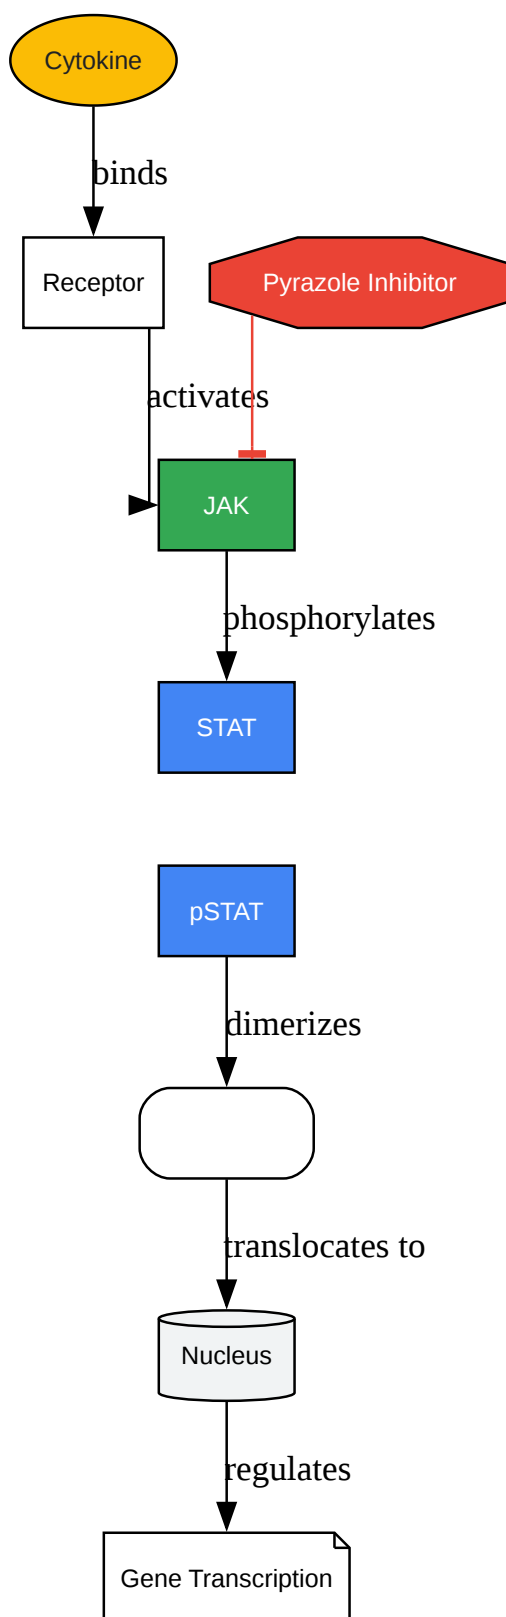 Cytokine
binds
Receptor
Pyrazole Inhibitor
activates
JAK
phosphorylates
STAT
pSTAT
dimerizes
translocates to
Nucleus
regulates
Gene Transcription